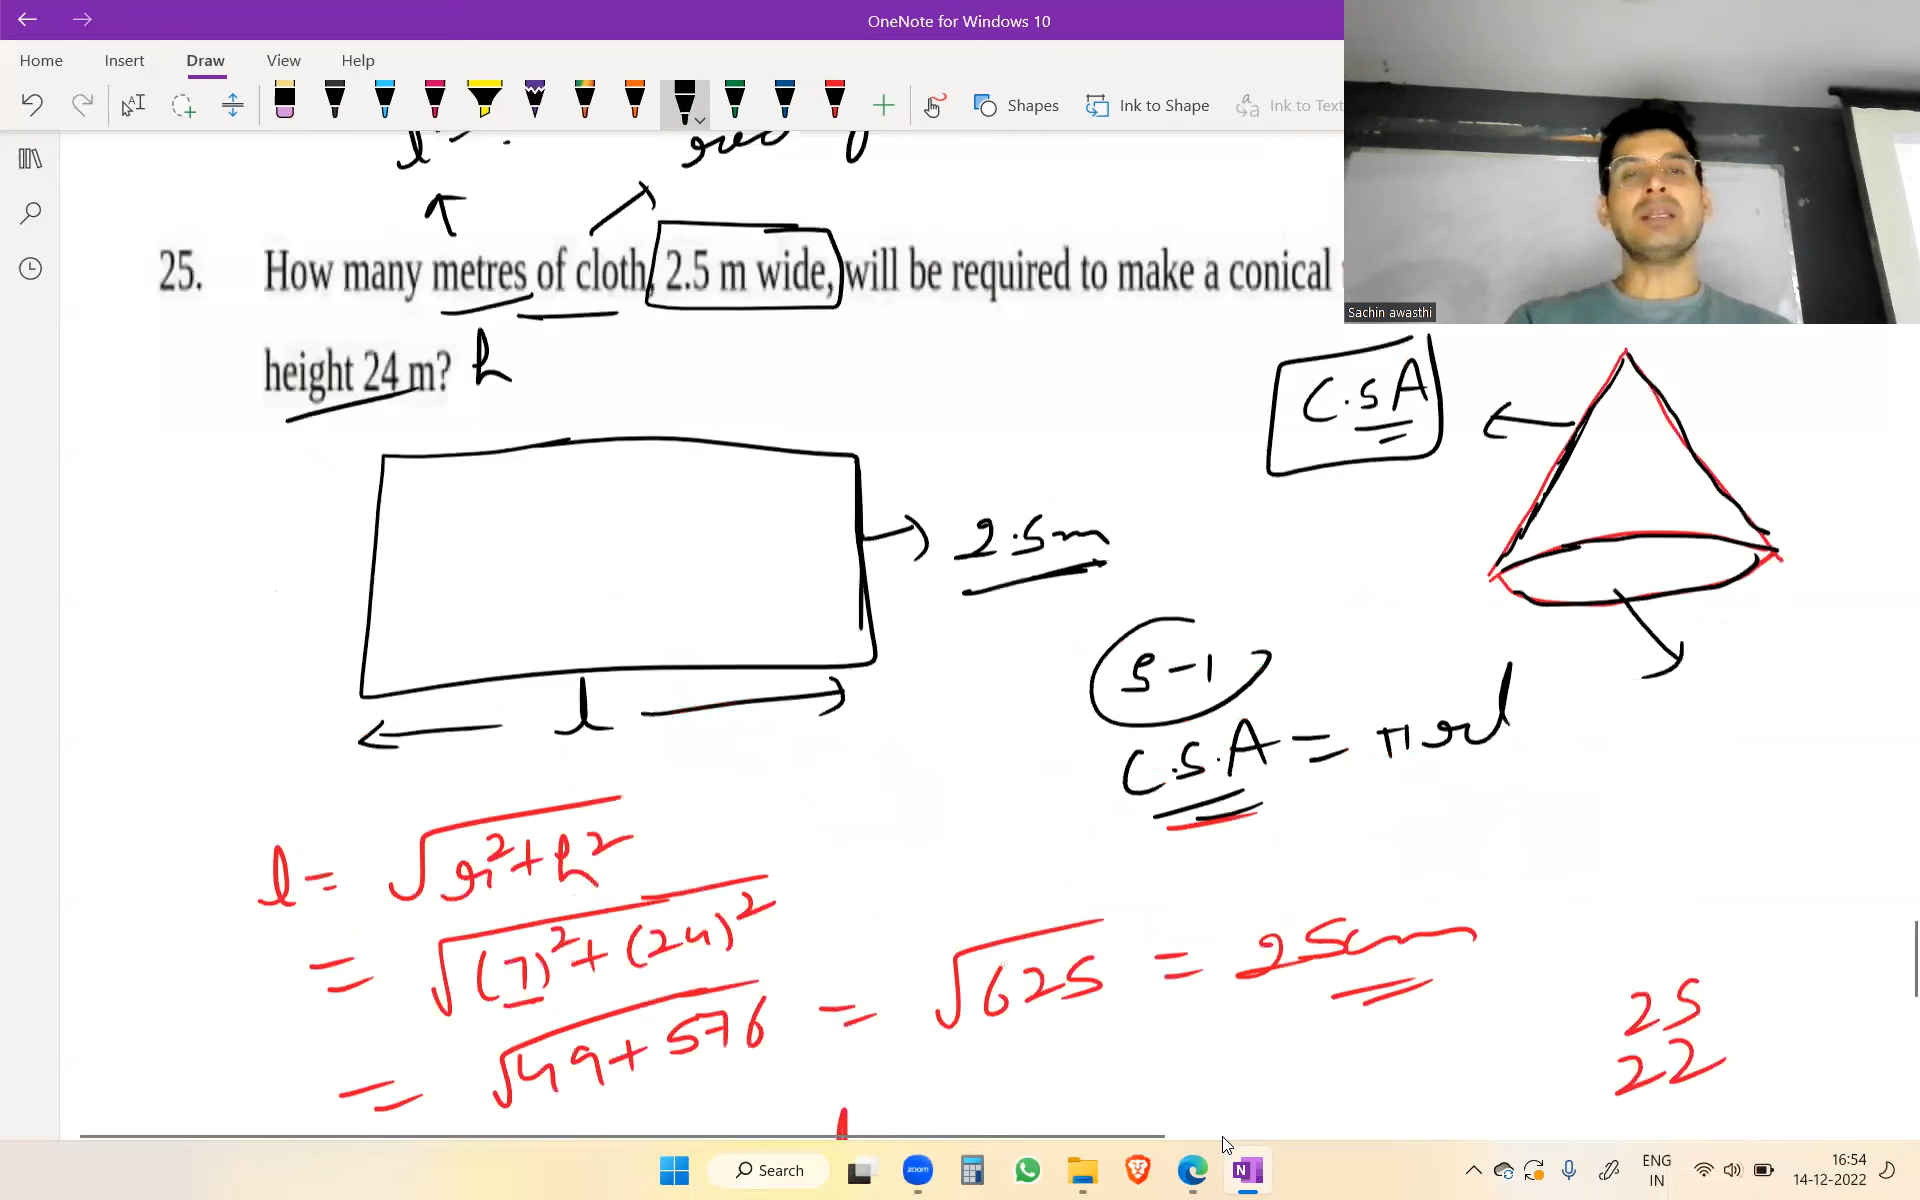 OneNote for Windows 10
Home Insert Draw View Help
Shapes Ink to Shape Ink to Text
Sachin awasthi
25. How many metres of cloth, 2.5 m wide, will be required to make a conical
height 24 m? h
C.S.A
2.5m
l
S-1
C.S.A = πrl
l = √r²+h²
= √(7)²+(24)²
= √49+576 = √625 = 25cm
25
22
Search
zoom
N
ENG
IN
16:54
14-12-2022